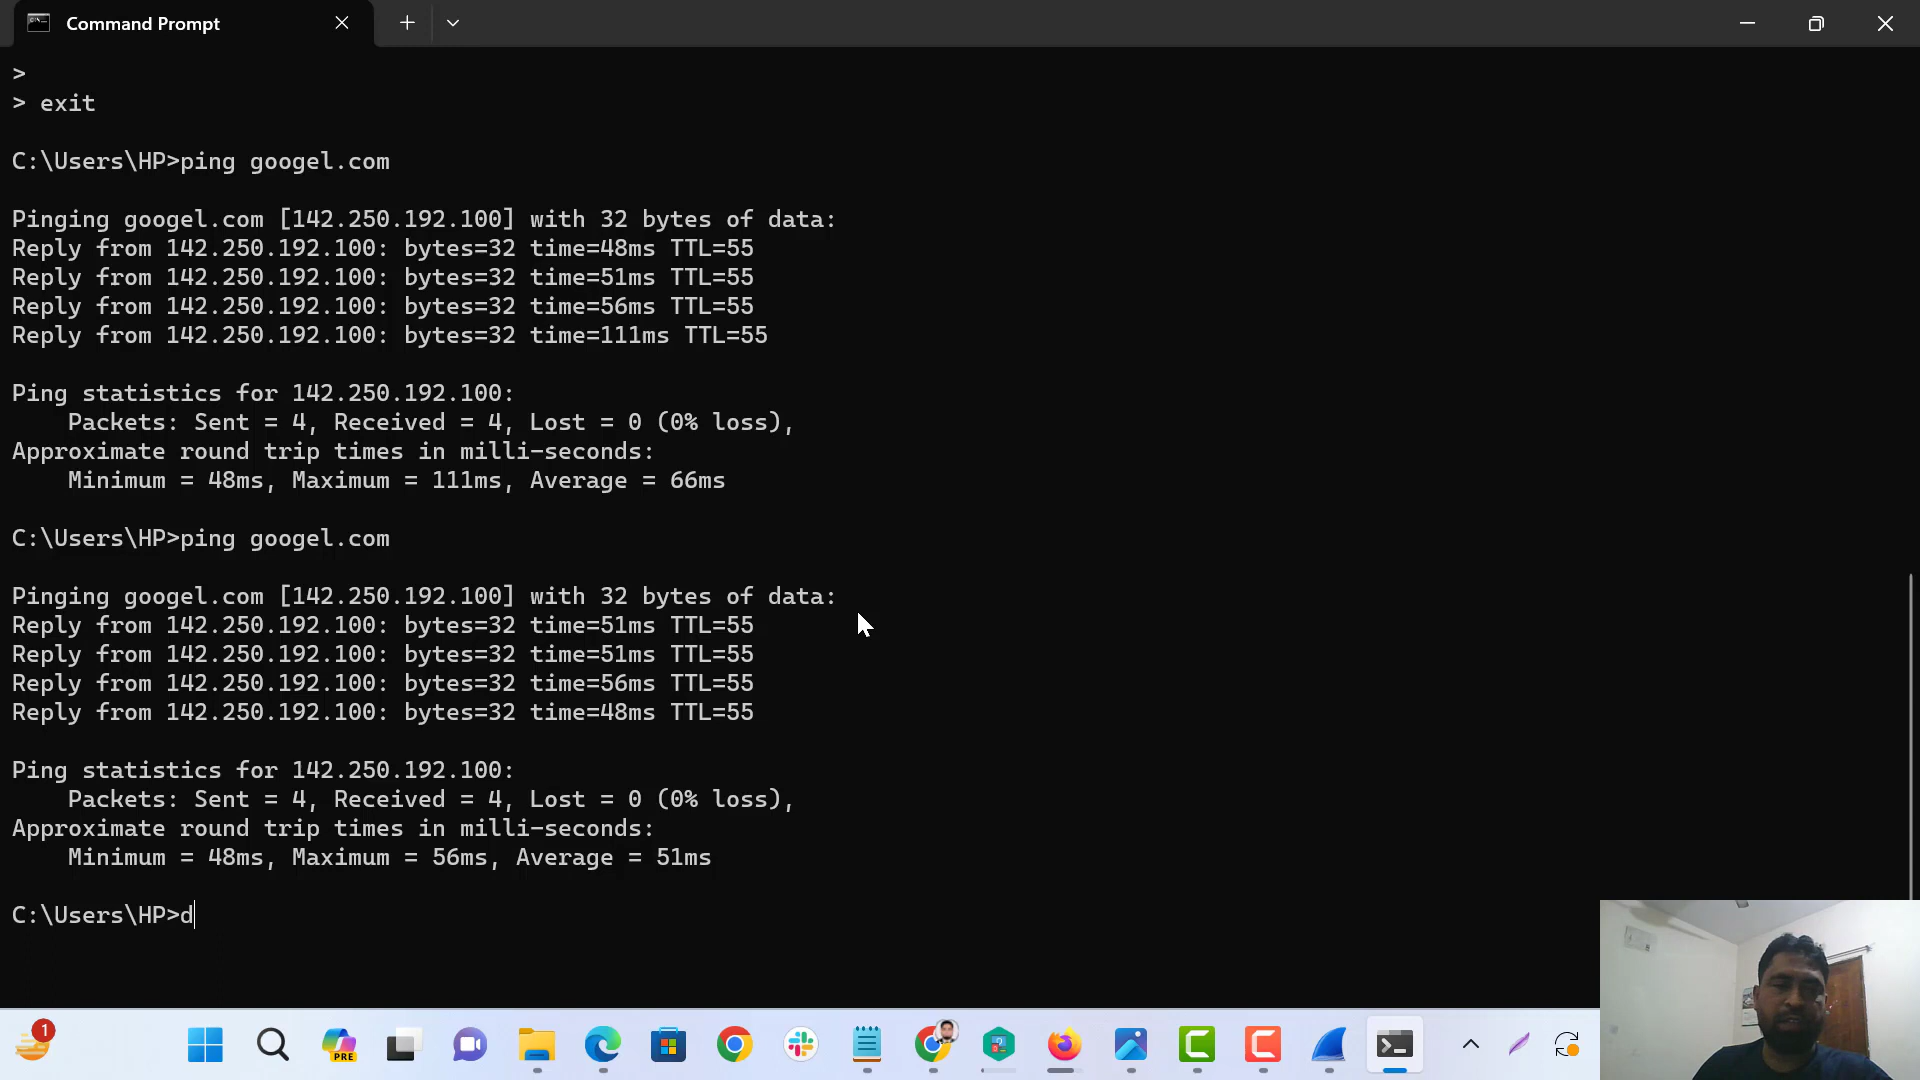 Command Prompt
>
> exit
C:\Users\HP>ping googel.com
Pinging googel.com [142.250.192.100] with 32 bytes of data:
Reply from 142.250.192.100: bytes=32 time=48ms TTL=55
Reply from 142.250.192.100: bytes=32 time=51ms TTL=55
Reply from 142.250.192.100: bytes=32 time=56ms TTL=55
Reply from 142.250.192.100: bytes=32 time=111ms TTL=55
Ping statistics for 142.250.192.100:
Packets: Sent = 4, Received = 4, Lost = 0 (0% loss),
Approximate round trip times in milli-seconds:
Minimum = 48ms, Maximum = 111ms, Average = 66ms
C:\Users\HP>ping googel.com
Pinging googel.com [142.250.192.100] with 32 bytes of data:
Reply from 142.250.192.100: bytes=32 time=51ms TTL=55
Reply from 142.250.192.100: bytes=32 time=51ms TTL=55
Reply from 142.250.192.100: bytes=32 time=56ms TTL=55
Reply from 142.250.192.100: bytes=32 time=48ms TTL=55
Ping statistics for 142.250.192.100:
Packets: Sent = 4, Received = 4, Lost = 0 (0% loss),
Approximate round trip times in milli-seconds:
Minimum = 48ms, Maximum = 56ms, Average = 51ms
C:\Users\HP>d
1
PRE